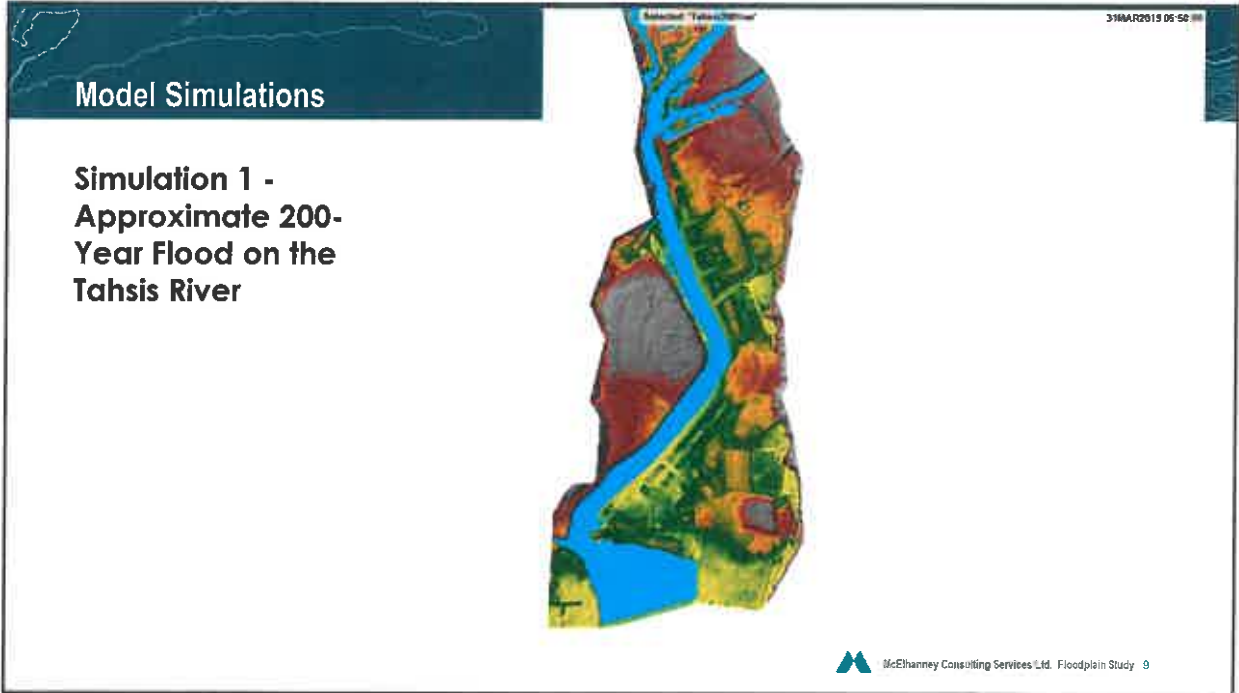 Model Simulations
Simulation 1 -
Approximate 200-
Year Flood on the
Tahsis River
McElhanney Consulting Services Ltd. Floodplain Study 9